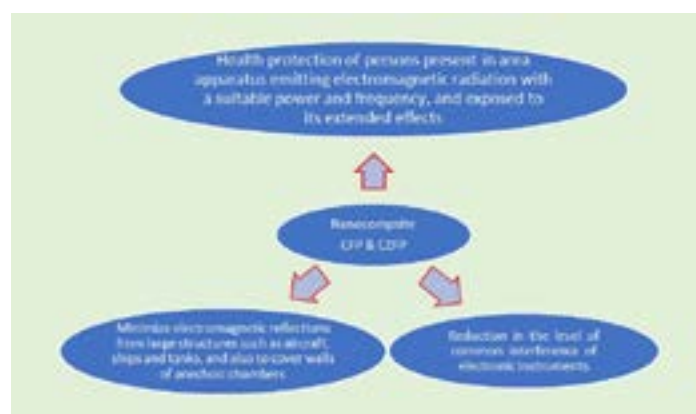 Health protection of persons present in area
apparatus emitting electromagnetic radiation with
a suitable power and frequency, and exposed to
its extended effects
Nanocompsite
CFP & CZFP
Minimize electromagnetic reflections
from large structures such as aircraft,
ships and tanks, and also to cover walls
of anechoic chambers
Reduction in the level of
common interference of
electronic instruments